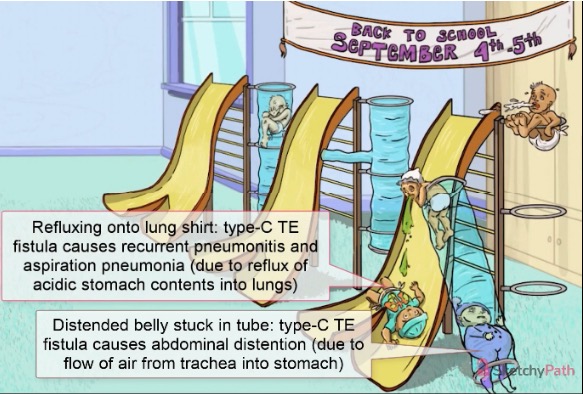 BACK TO SCHOOL
SEPTEMBER 4th-5th
Refluxing onto lung shirt: type-C TE
fistula causes recurrent pneumonitis and
aspiration pneumonia (due to reflux of
acidic stomach contents into lungs)
Distended belly stuck in tube: type-C TE
fistula causes abdominal distention (due to
flow of air from trachea into stomach)
SketchyPath